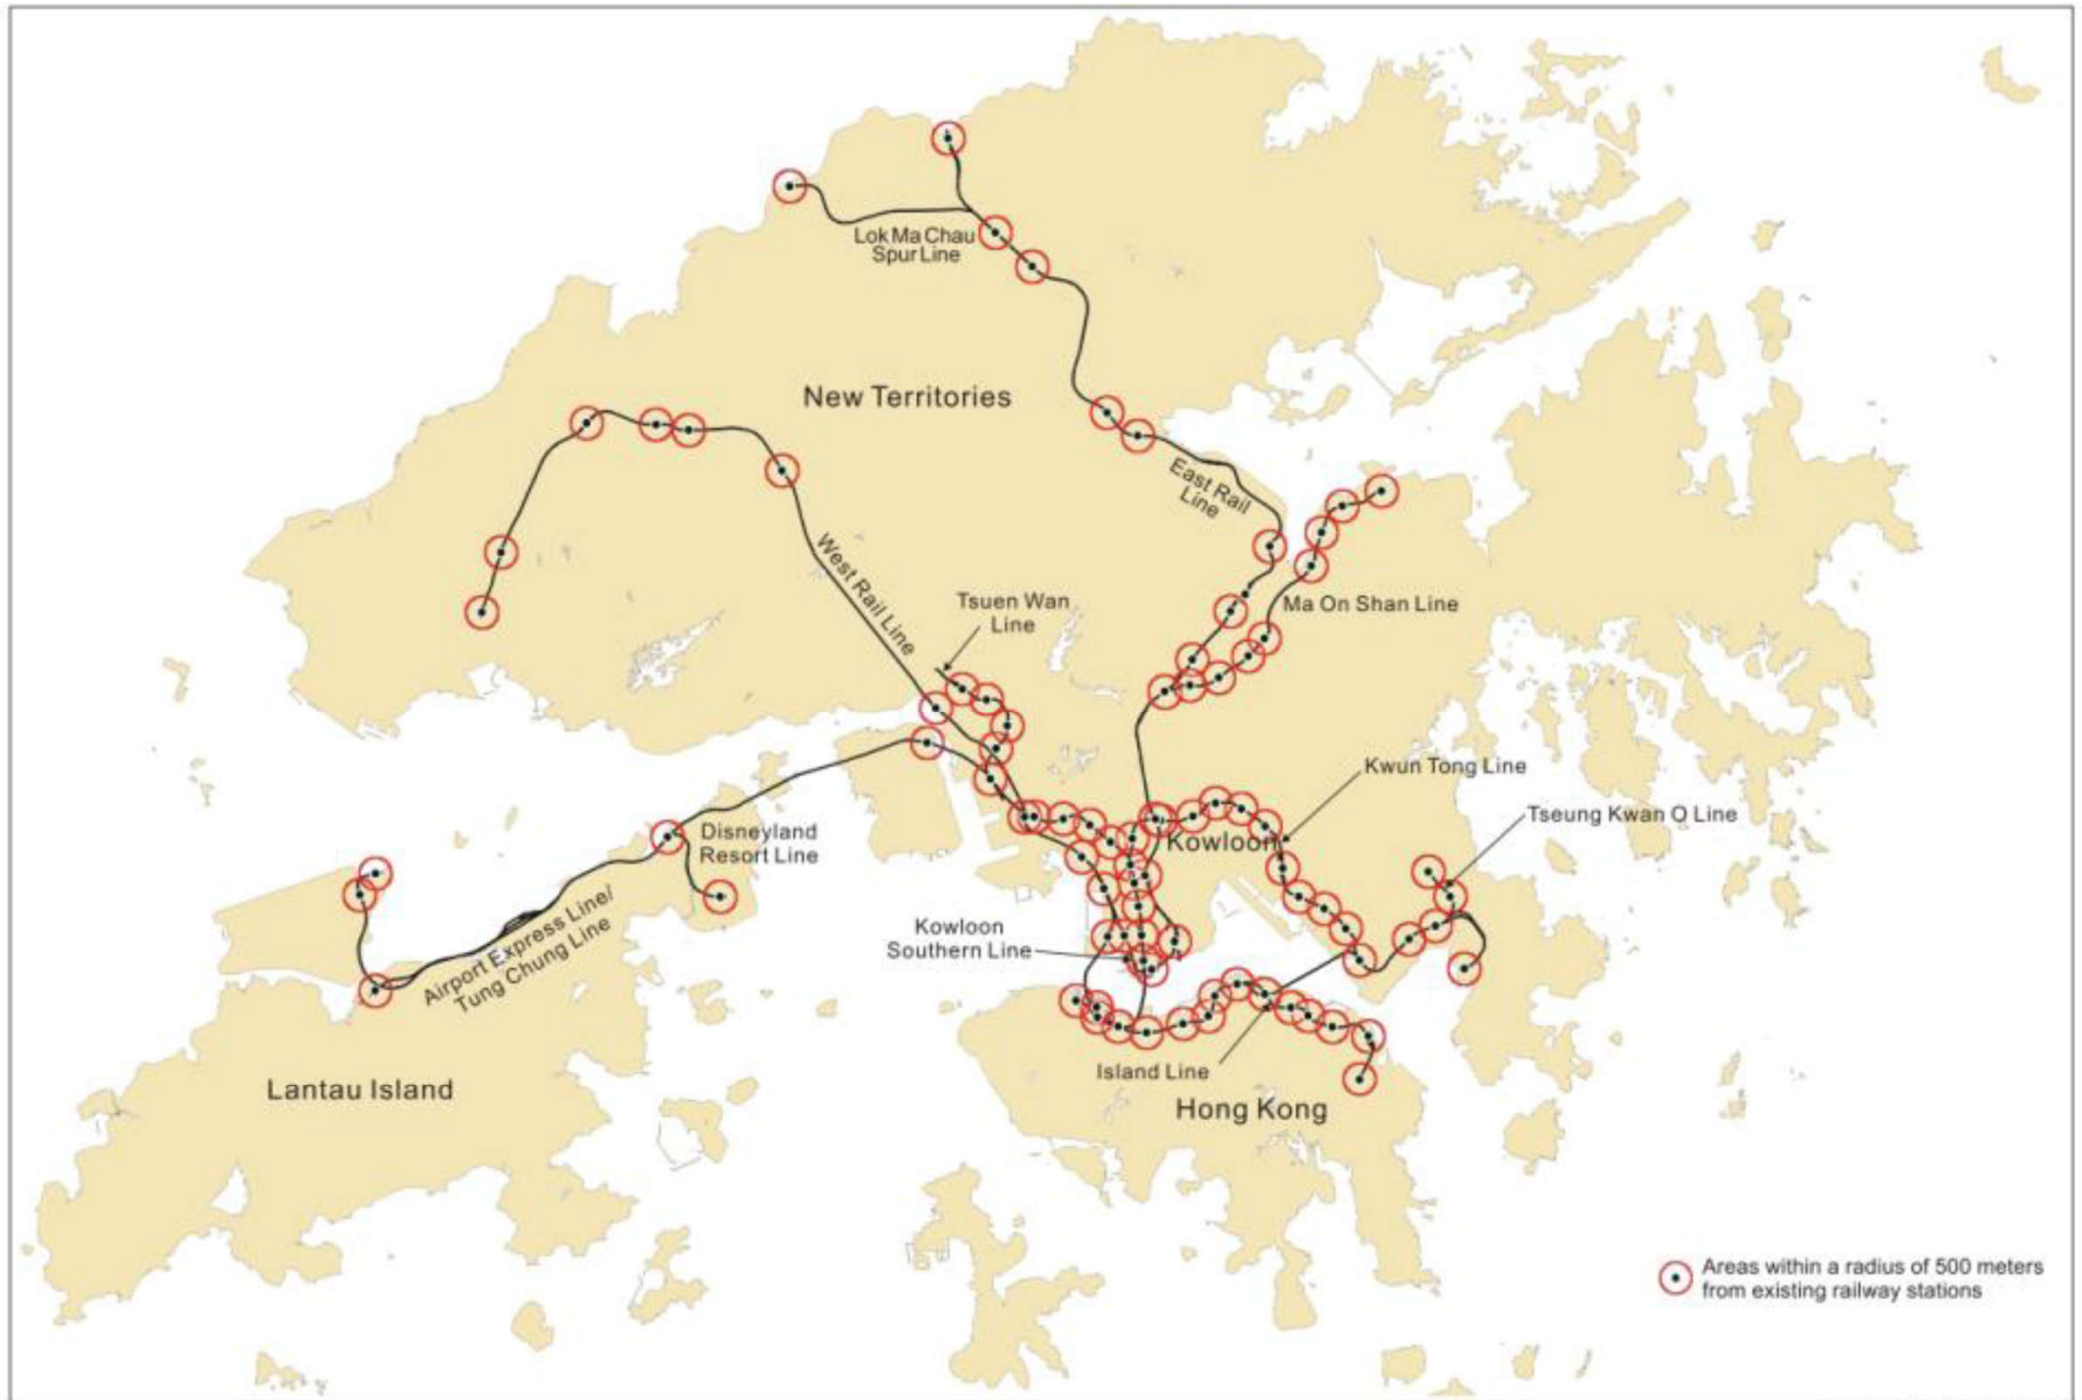 Lok Ma Chau
Spur Line
New Territories
East Rail
Line
West Rail Line
Tsuen Wan
Line
Ma On Shan Line
Kwun Tong Line
Tseung Kwan O Line
Disneyland
Resort Line
Kowloon
Airport Express Line/
Tung Chung Line
Kowloon
Southern Line
Island Line
Lantau Island
Hong Kong
Areas within a radius of 500 meters
from existing railway stations